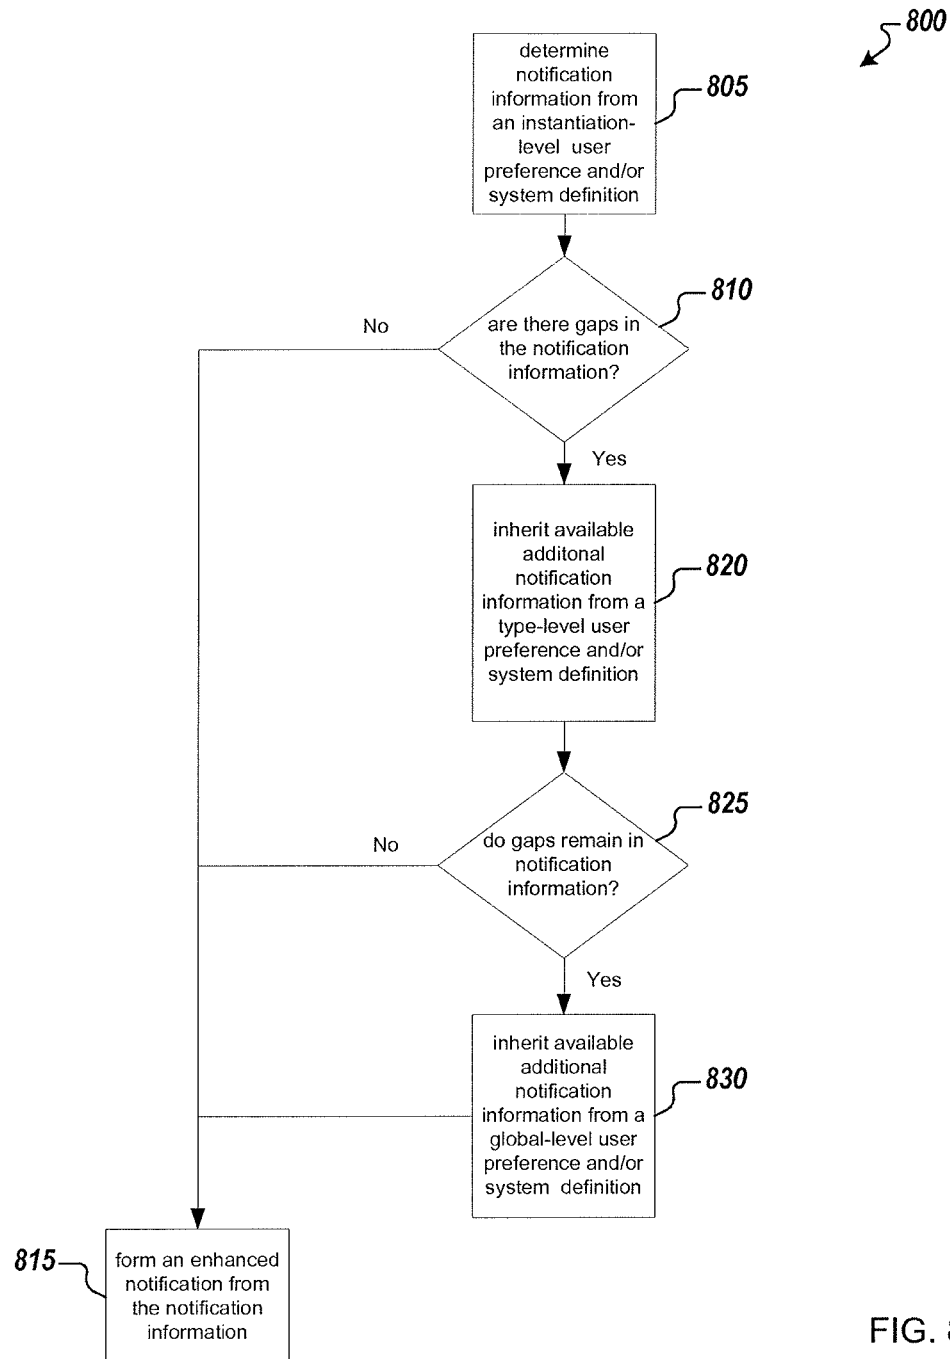 800
determine
notification
information from
an instantiation-
level user
preference and/or
system definition
805
810
are there gaps in
the notification
information?
No
Yes
inherit available
additonal
notification
information from a
type-level user
preference and/or
system definition
820
825
do gaps remain in
notification
information?
No
Yes
inherit available
additional
notification
information from a
global-level user
preference and/or
system definition
830
815
form an enhanced
notification from
the notification
information
FIG. 8